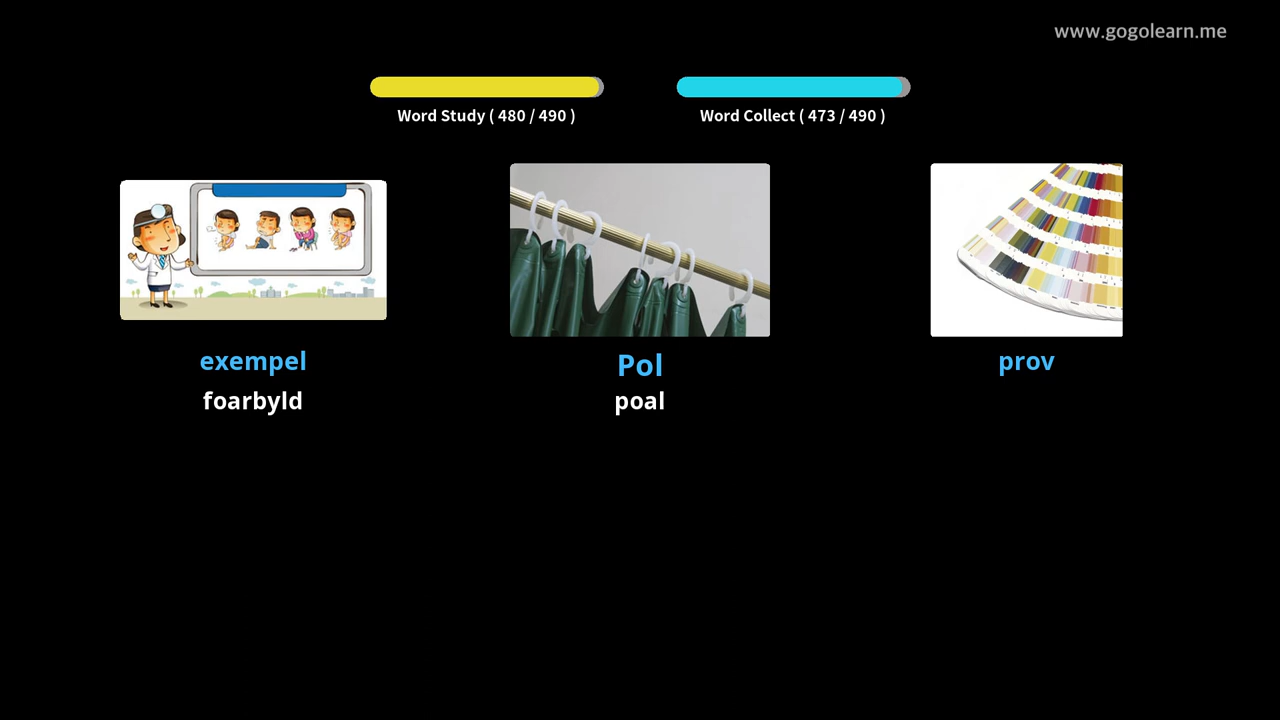 www.gogolearn.me
Word Study ( 480 / 490 )
Word Collect ( 473 / 490 )
exempel
Pol
prov
foarbyld
poal